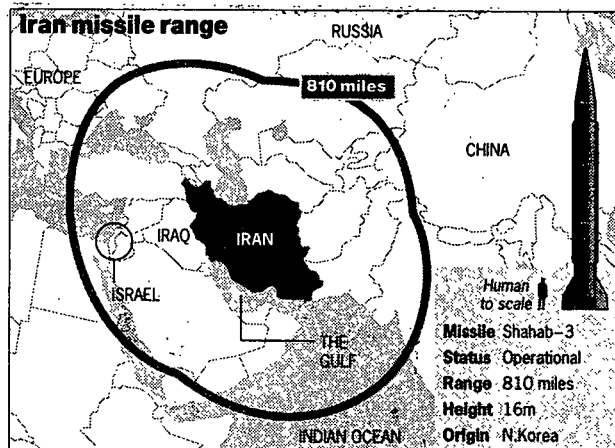 Iran missile range
RUSSIA
EUROPE
810 miles
CHINA
IRAQ
IRAN
ISRAEL
THE
GULF
INDIAN OCEAN
Human
to scale
Missile Shahab-3
Status Operational
Range 810 miles
Height 16m
Origin N.Korea